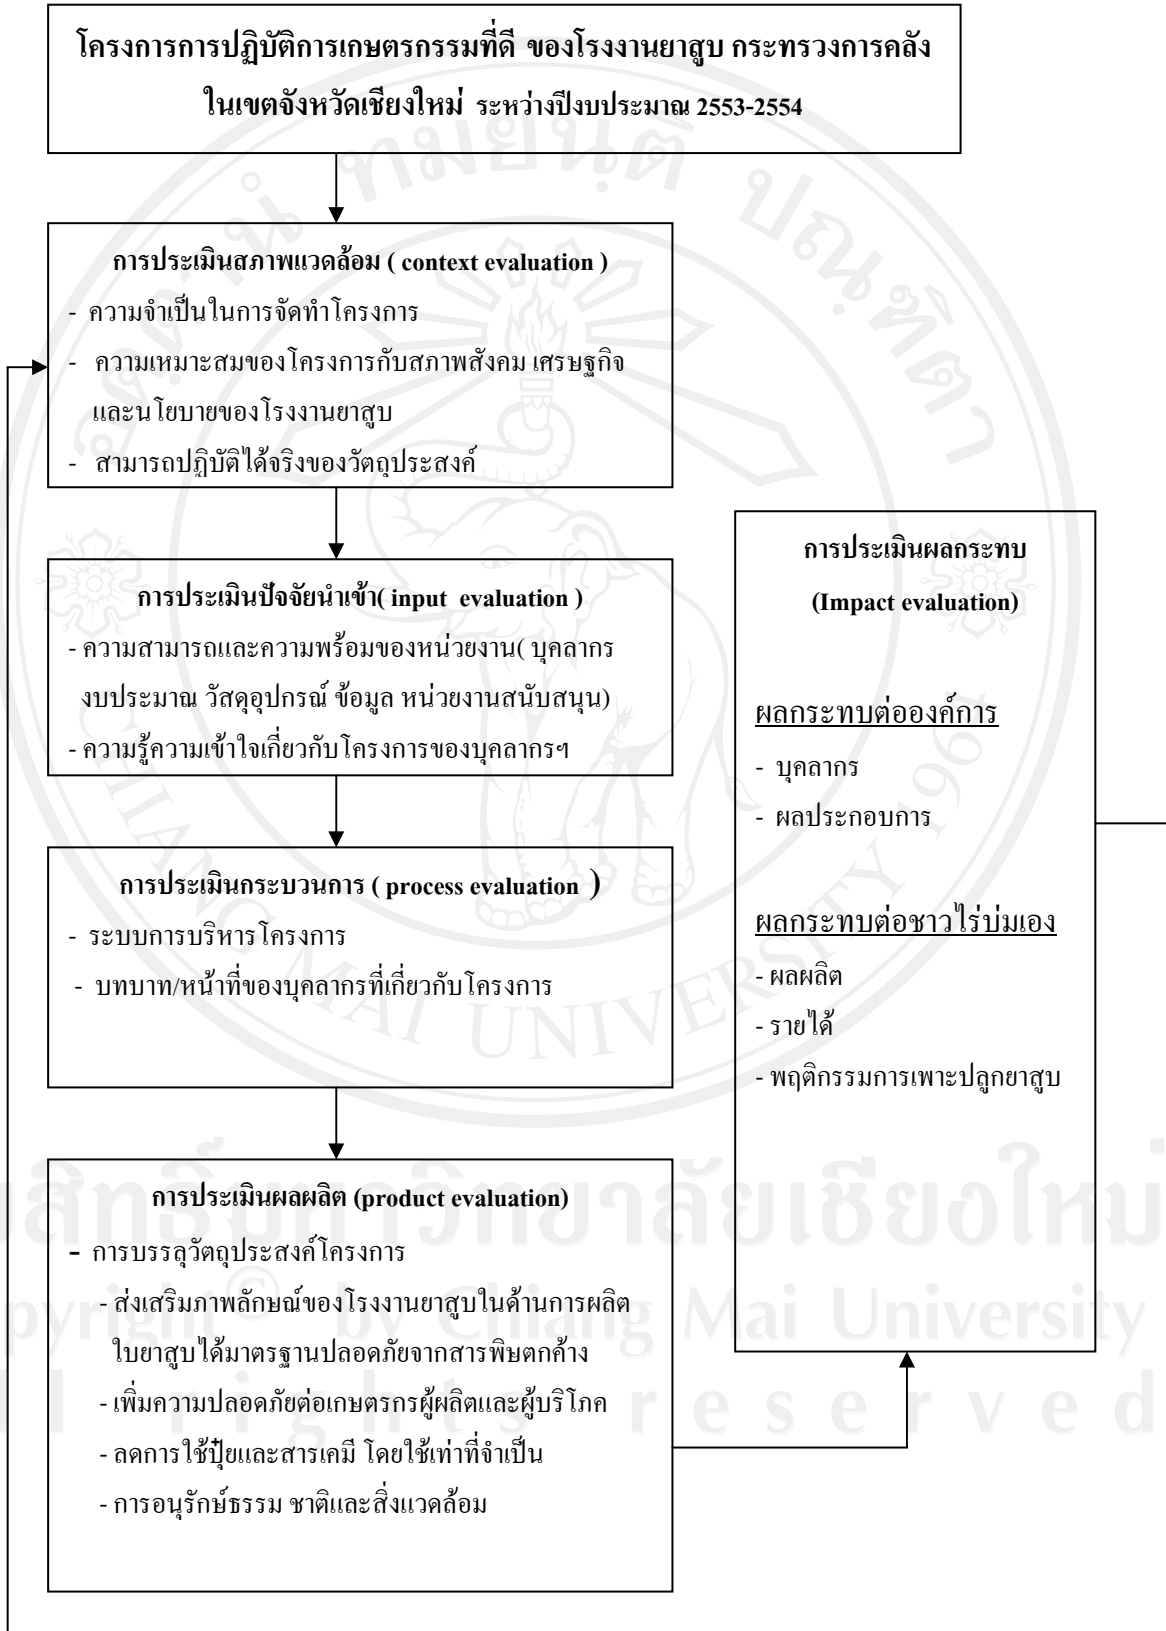 โครงการการปฏิบัติการเกษตรกรรมที่ดี ของโรงงานยาสูบ กระทรวงการคลัง
ในเขตจังหวัดเชียงใหม่ ระหว่างปีงบประมาณ 2553-2554
การประเมินสภาพแวดล้อม ( context evaluation )
- ความจำเป็นในการจัดทำโครงการ
- ความเหมาะสมของโครงการกับสภาพสังคม เศรษฐกิจ
และนโยบายของโรงงานยาสูบ
- สามารถปฏิบัติได้จริงของวัตถุประสงค์
การประเมินปัจจัยนำเข้า( input evaluation )
- ความสามารถและความพร้อมของหน่วยงาน( บุคลากร
งบประมาณ วัสดุอุปกรณ์ ข้อมูล หน่วยงานสนับสนุน)
- ความรู้ความเข้าใจเกี่ยวกับโครงการของบุคลากรฯ
การประเมินกระบวนการ ( process evaluation )
- ระบบการบริหารโครงการ
- บทบาท/หน้าที่ของบุคลากรที่เกี่ยวกับโครงการ
การประเมินผลผลิต (product evaluation)
- การบรรลุวัตถุประสงค์โครงการ
- ส่งเสริมภาพลักษณ์ของโรงงานยาสูบในด้านการผลิต
ใบยาสูบได้มาตรฐานปลอดภัยจากสารพิษตกค้าง
- เพิ่มความปลอดภัยต่อเกษตรกรผู้ผลิตและผู้บริโภค
- ลดการใช้ปุ๋ยและสารเคมี โดยใช้เท่าที่จำเป็น
- การอนุรักษ์ธรรม ชาติและสิ่งแวดล้อม
การประเมินผลกระทบ
(Impact evaluation)
ผลกระทบต่อองค์การ
- บุคลากร
- ผลประกอบการ
ผลกระทบต่อชาวไร่บ่มเอง
- ผลผลิต
- รายได้
- พฤติกรรมการเพาะปลูกยาสูบ
CHIANG MAI UNIVERSITY 1964
สิทธิ์มหาวิทยาลัยเชียงใหม่
pyright © by Chiang Mai University
l rights reserved